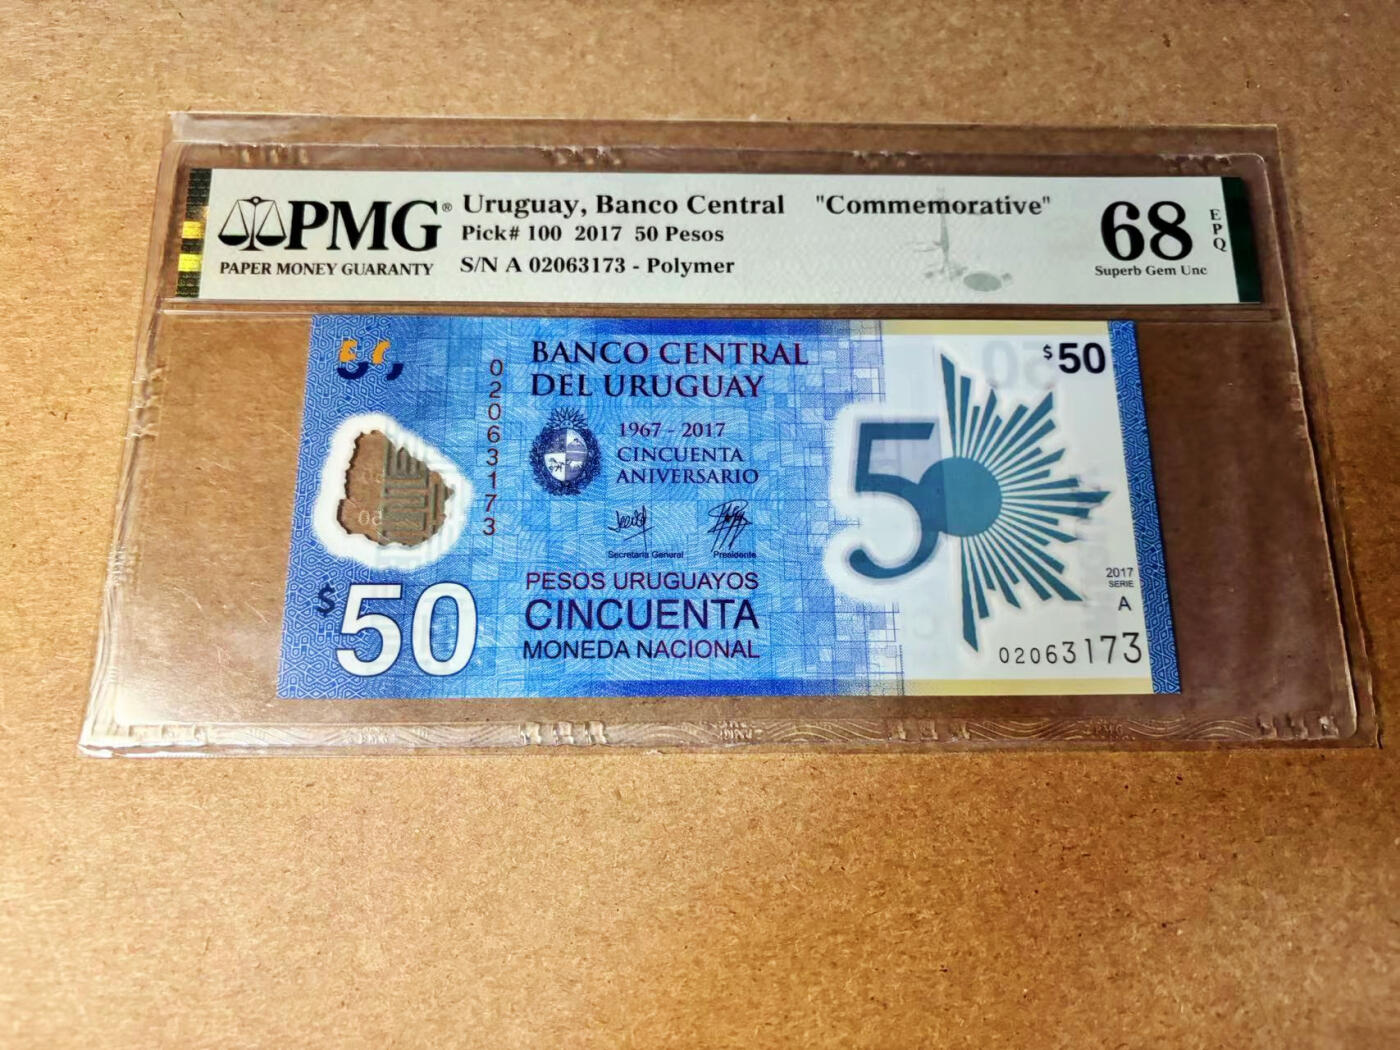 PMG®
PAPER MONEY GUARANTY
Uruguay, Banco Central "Commemorative"
Pick# 100 2017 50 Pesos
S/N A 02063173 - Polymer
68
EPQ
Superb Gem Unc
02063173
BANCO CENTRAL
DEL URUGUAY
1967 - 2017
CINCUENTA
ANIVERSARIO
Secretaria General
Presidente
PESOS URUGUAYOS
CINCUENTA
MONEDA NACIONAL
$50
50
$50
2017
SERIE
A
02063173